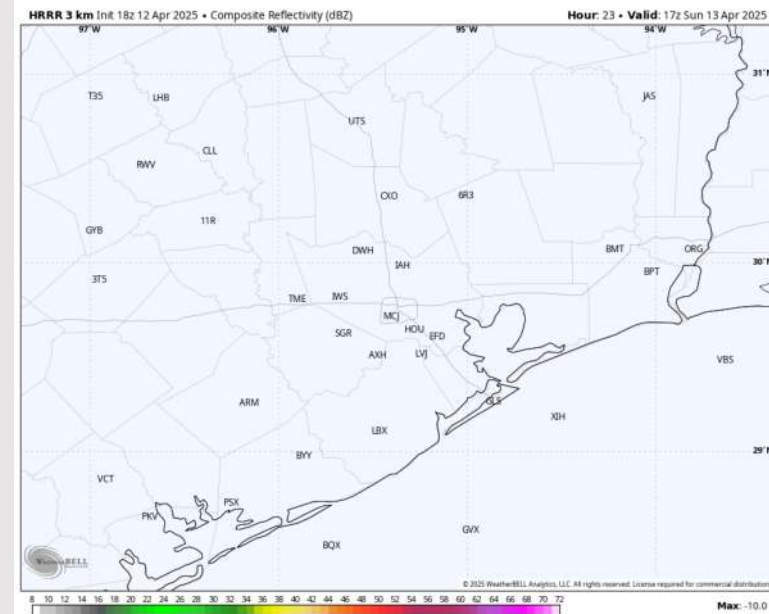 HRRR 3 km Init 18z 12 Apr 2025 • Composite Reflectivity (dBZ) Hour: 23 • Valid: 17z Sun 13 Apr 2025
97°W 96°W 95°W 94°W
31°N
T35 LHB JAS
UTS
CLL
RWV
CXO 6R3
11R
GYB
DWH BMT ORG
30°N
IAH BPT
3T5
TME IWS
MCJ
SGR HOU EFD
AXH LVJ VBS
ARM GLS
XIH
LBX
29°N
BYY
VCT
PSX
PKV
GVX
BQX
WeatherBELL
© 2025 WeatherBELL Analytics, LLC. All rights reserved. License required for commercial distribution
8 10 12 14 16 18 20 22 24 26 28 30 32 34 36 38 40 42 44 46 48 50 52 54 56 58 60 62 64 66 68 70 72
Max: -10.0